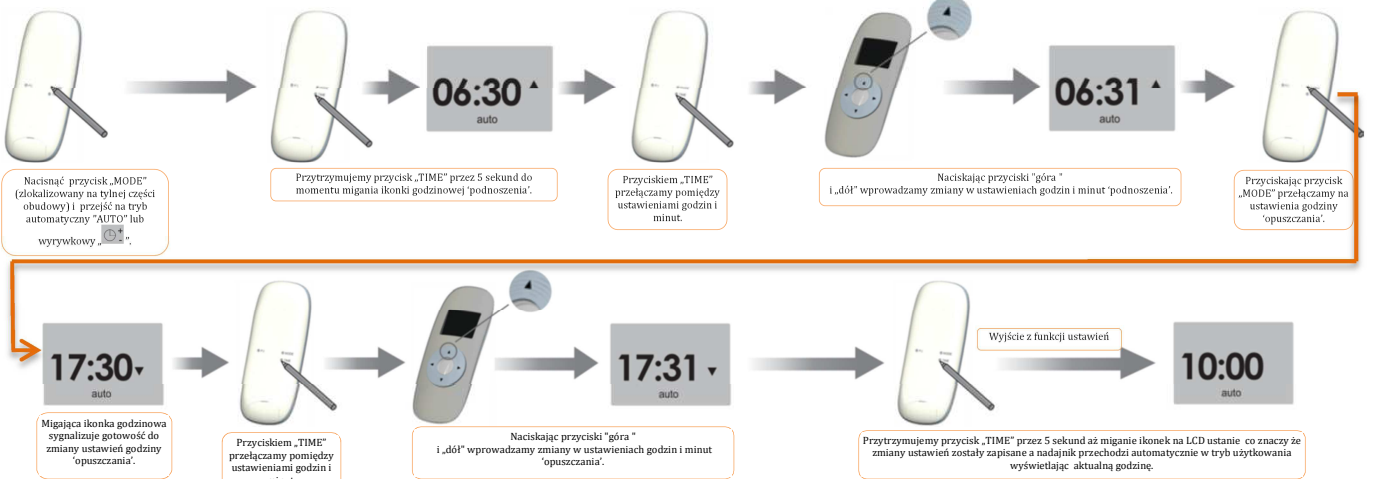 06:30
auto
06:31
auto
Nacisnąć przycisk „MODE”
(zlokalizowany na tylnej części
obudowy) i przejść na tryb
automatyczny "AUTO" lub
wyrywkowy „ + - ”.
Przytrzymujemy przycisk „TIME” przez 5 sekund do
momentu migania ikonki godzinowej ‘podnoszenia’.
Przyciskiem „TIME”
przełączamy pomiędzy
ustawieniami godzin i
minut.
Naciskając przyciski "góra "
i „dół” wprowadzamy zmiany w ustawieniach godzin i minut ‘podnoszenia’.
Przyciskając przycisk
„MODE” przełączamy na
ustawienia godziny
‘opuszczania’.
17:30
auto
17:31
auto
Wyjście z funkcji ustawień
10:00
auto
Migająca ikonka godzinowa
sygnalizuje gotowość do
zmiany ustawień godziny
‘opuszczania’.
Przyciskiem „TIME”
przełączamy pomiędzy
ustawieniami godzin i
Naciskając przyciski "góra "
i „dół” wprowadzamy zmiany w ustawieniach godzin i minut
‘opuszczania’.
Przytrzymujemy przycisk „TIME” przez 5 sekund aż miganie ikonek na LCD ustanie co znaczy że
zmiany ustawień zostały zapisane a nadajnik przechodzi automatycznie w tryb użytkowania
wyświetlając aktualną godzinę.